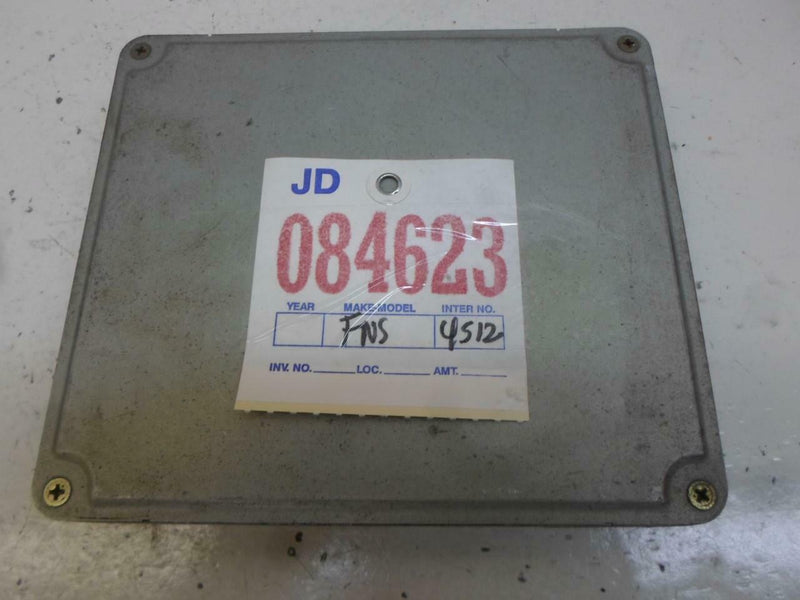 JD
084623
YEAR MAKE-MODEL INTER NO.
FNS 4512
INV. NO. LOC. AMT.